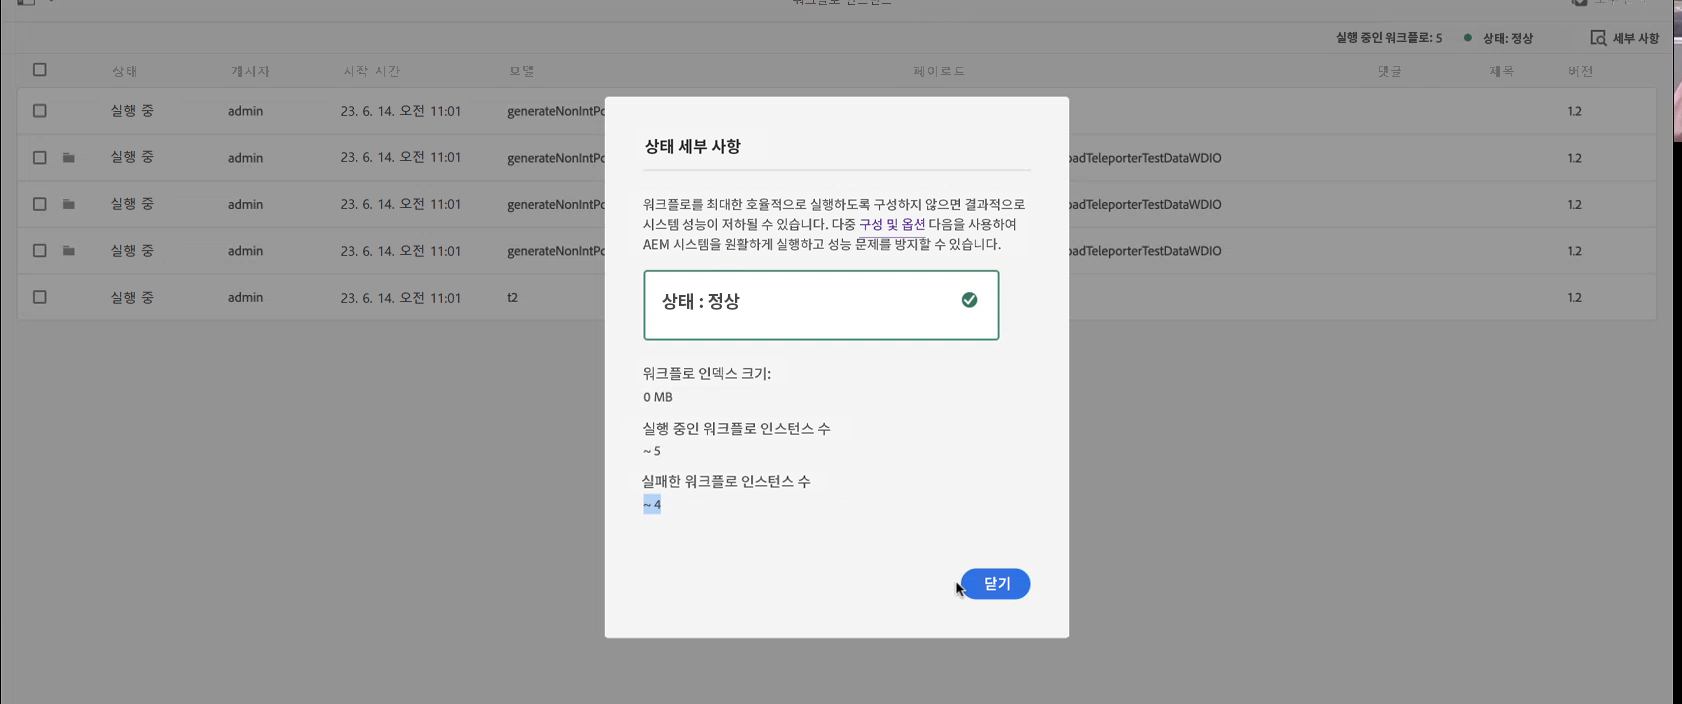 실행 중인 워크플로: 5 상태: 정상 세부 사항
상태 게시자 시작 시간 모델 페이로드 댓글 제목 버전
실행 중 admin 23. 6. 14. 오전 11:01 generateNonIntPo 1.2
실행 중 admin 23. 6. 14. 오전 11:01 generateNonIntPo adTeleporterTestDataWDIO 1.2
실행 중 admin 23. 6. 14. 오전 11:01 generateNonIntPo adTeleporterTestDataWDIO 1.2
실행 중 admin 23. 6. 14. 오전 11:01 generateNonIntPo adTeleporterTestDataWDIO 1.2
실행 중 admin 23. 6. 14. 오전 11:01 t2 1.2
상태 세부 사항
워크플로를 최대한 호율적으로 실행하도록 구성하지 않으면 결과적으로
시스템 성능이 저하될 수 있습니다. 다중 구성 및 옵션 다음을 사용하여
AEM 시스템을 원활하게 실행하고 성능 문제를 방지할 수 있습니다.
상태 : 정상
워크플로 인덱스 크기:
0 MB
실행 중인 워크플로 인스턴스 수
~ 5
실패한 워크플로 인스턴스 수
~ 4
닫기